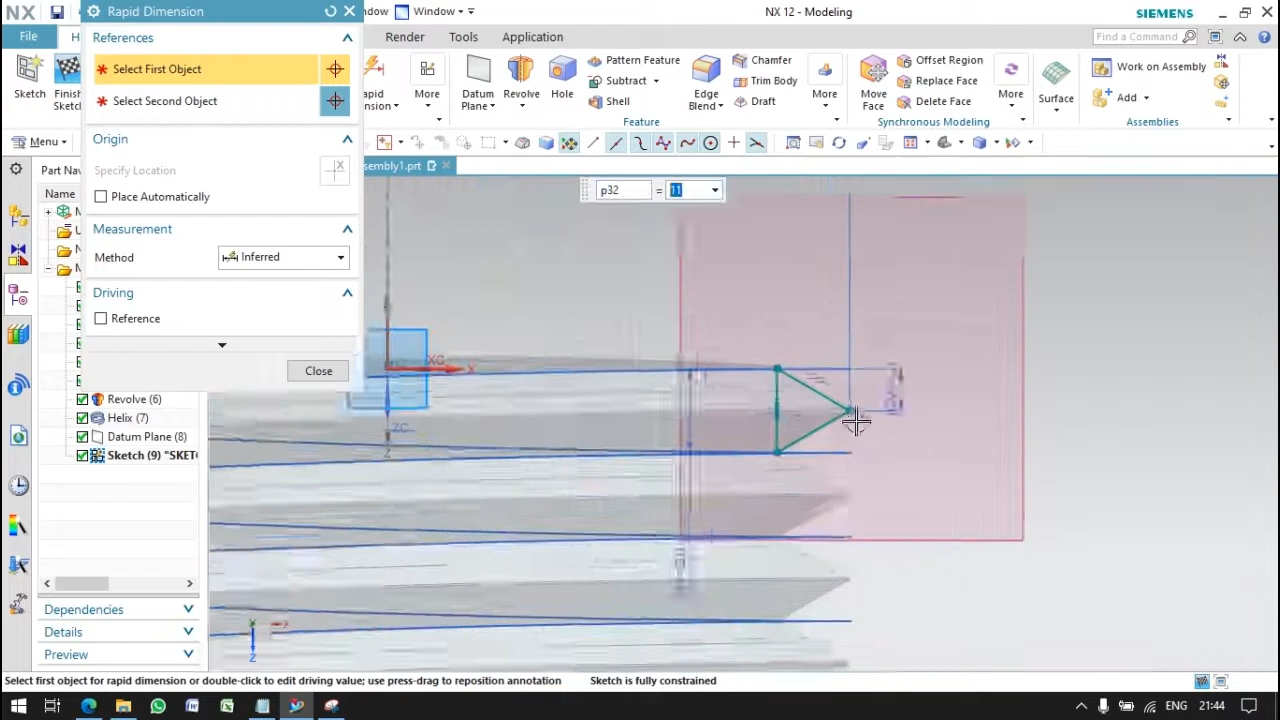 NX
Rapid Dimension
ndow
Window
NX 12 - Modeling
SIEMENS
File
H
Render
Tools
Application
Find a Command
References
Select First Object
Select Second Object
Sketch
Finish
Sketch
Rapid
mension
More
Datum
Plane
Revolve
Hole
Pattern Feature
Subtract
Shell
Edge
Blend
Chamfer
Trim Body
Draft
More
Move
Face
Offset Region
Replace Face
Delete Face
More
Surface
Work on Assembly
Add
Feature
Synchronous Modeling
Assemblies
Menu
Origin
Specify Location
Place Automatically
Part Nav
Name
sembly1.prt
p32 = 11
Measurement
Method
Inferred
Driving
Reference
Close
XC
X
ZC
Z
Revolve (6)
Helix (7)
Datum Plane (8)
Sketch (9) "SKET
Dependencies
Details
Preview
Y
X
Z
Select first object for rapid dimension or double-click to edit driving value; use press-drag to reposition annotation
Sketch is fully constrained
ENG
21:44